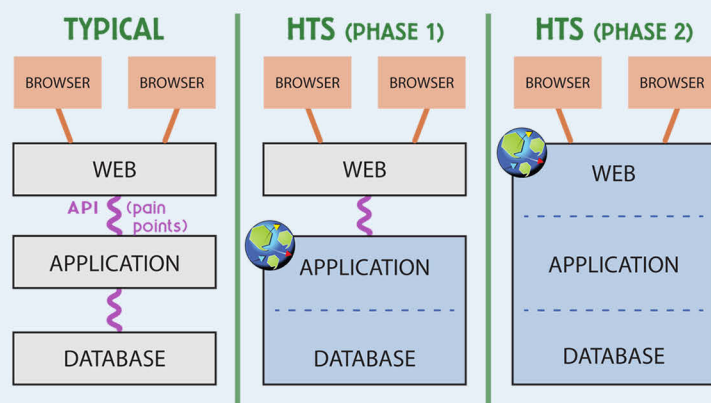 TYPICAL
BROWSER BROWSER
WEB
API (pain
points)
APPLICATION
DATABASE
HTS (PHASE 1)
BROWSER BROWSER
WEB
APPLICATION
DATABASE
HTS (PHASE 2)
BROWSER BROWSER
WEB
APPLICATION
DATABASE